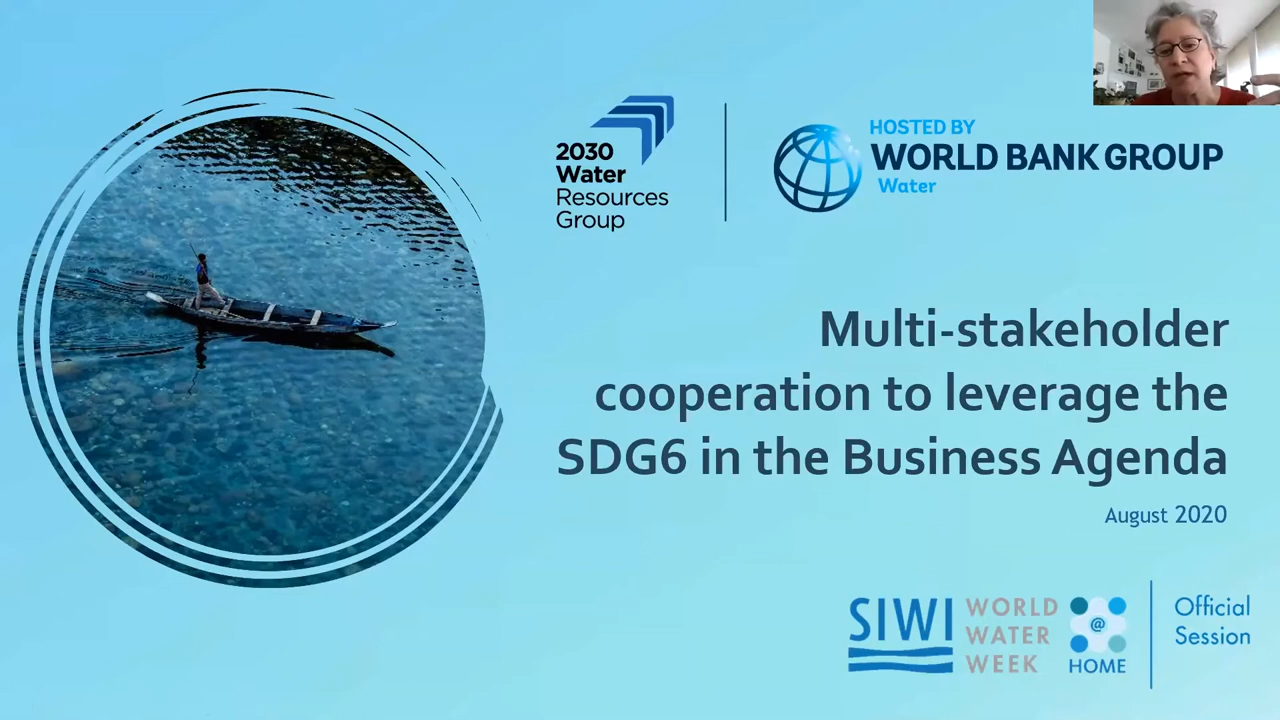 2030
Water
Resources
Group
HOSTED BY
WORLD BANK GROUP
Water
Multi-stakeholder
cooperation to leverage the
SDG6 in the Business Agenda
August 2020
SIWI
WORLD
WATER
WEEK
@
HOME
Official
Session